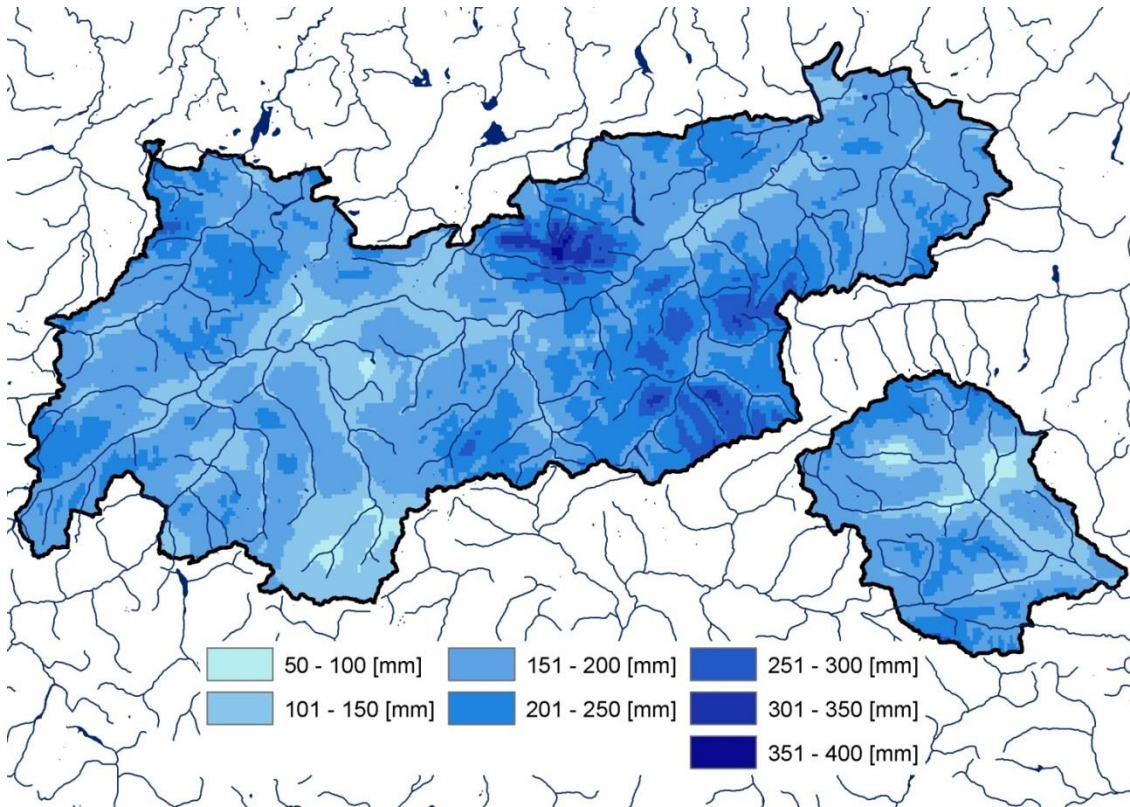 50 - 100 [mm]
151 - 200 [mm]
251 - 300 [mm]
101 - 150 [mm]
201 - 250 [mm]
301 - 350 [mm]
351 - 400 [mm]